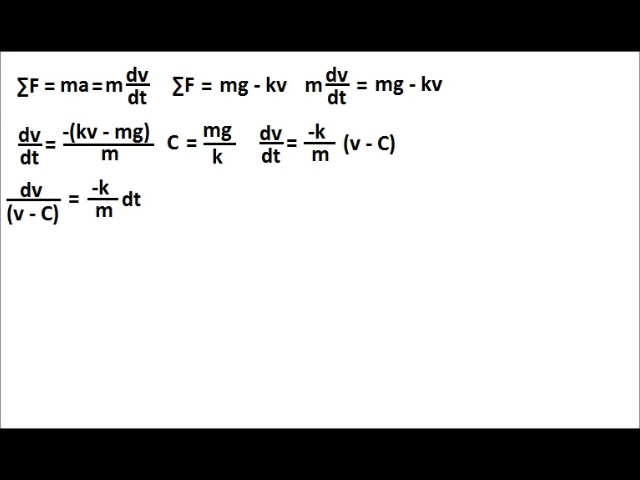 ∑F = ma = m dv/dt   ∑F = mg - kv   m dv/dt = mg - kv
dv/dt = -(kv - mg)/m   C = mg/k   dv/dt = -k/m (v - C)
dv/(v - C) = -k/m dt